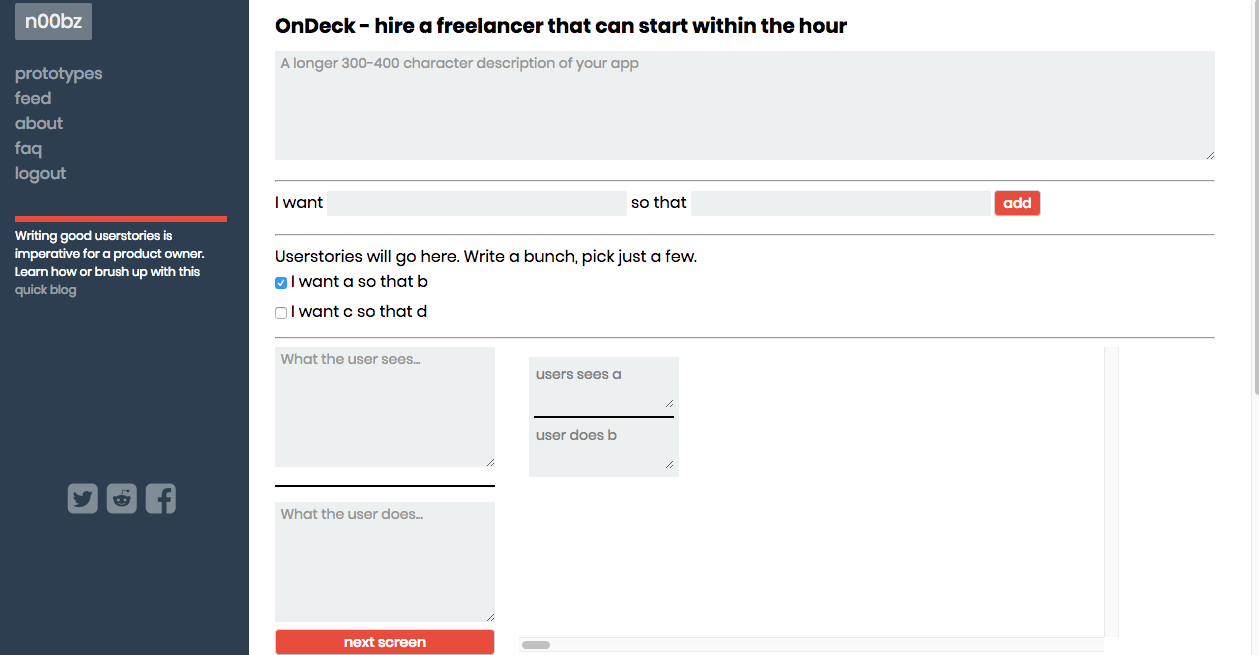 n00bz
prototypes
feed
about
faq
logout
Writing good userstories is
imperative for a product owner.
Learn how or brush up with this
quick blog
OnDeck - hire a freelancer that can start within the hour
A longer 300-400 character description of your app
I want so that add
Userstories will go here. Write a bunch, pick just a few.
I want a so that b
I want c so that d
What the user sees...
What the user does...
next screen
users sees a
user does b